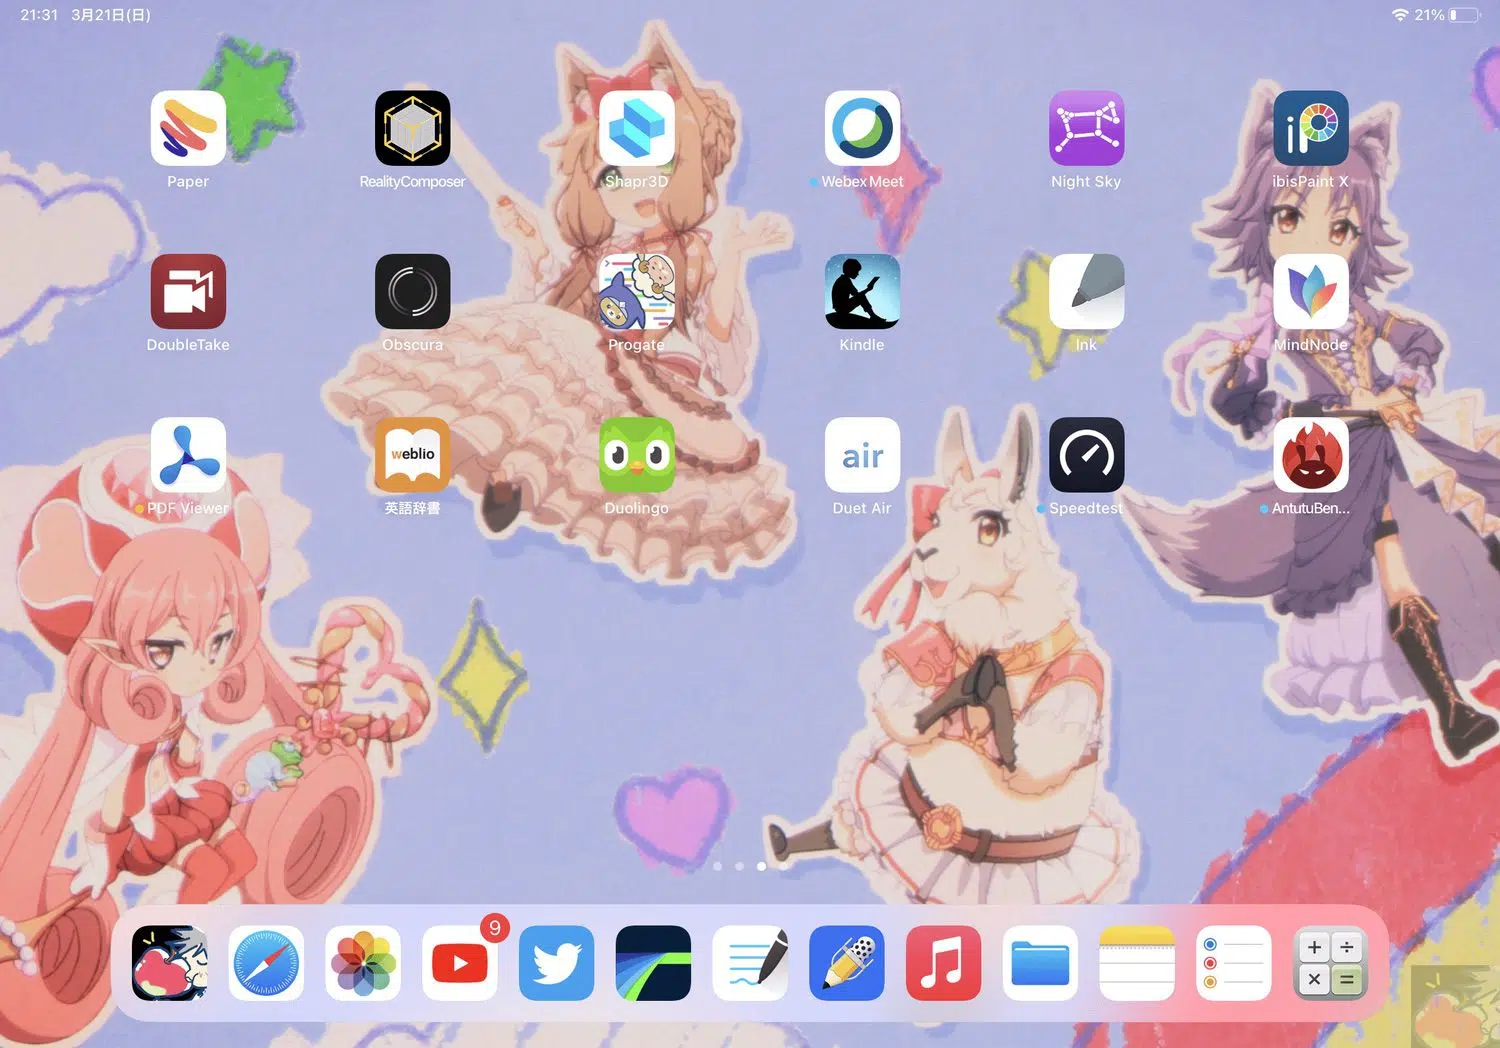 21:31 3月21日(日)
21%
Paper
RealityComposer
Shapr3D
Webex Meet
Night Sky
ibisPaint X
DoubleTake
Obscura
Progate
Kindle
Ink
MindNode
weblio
air
PDF Viewer
英語辞書
Duolingo
Duet Air
Speedtest
AntutuBen...
9